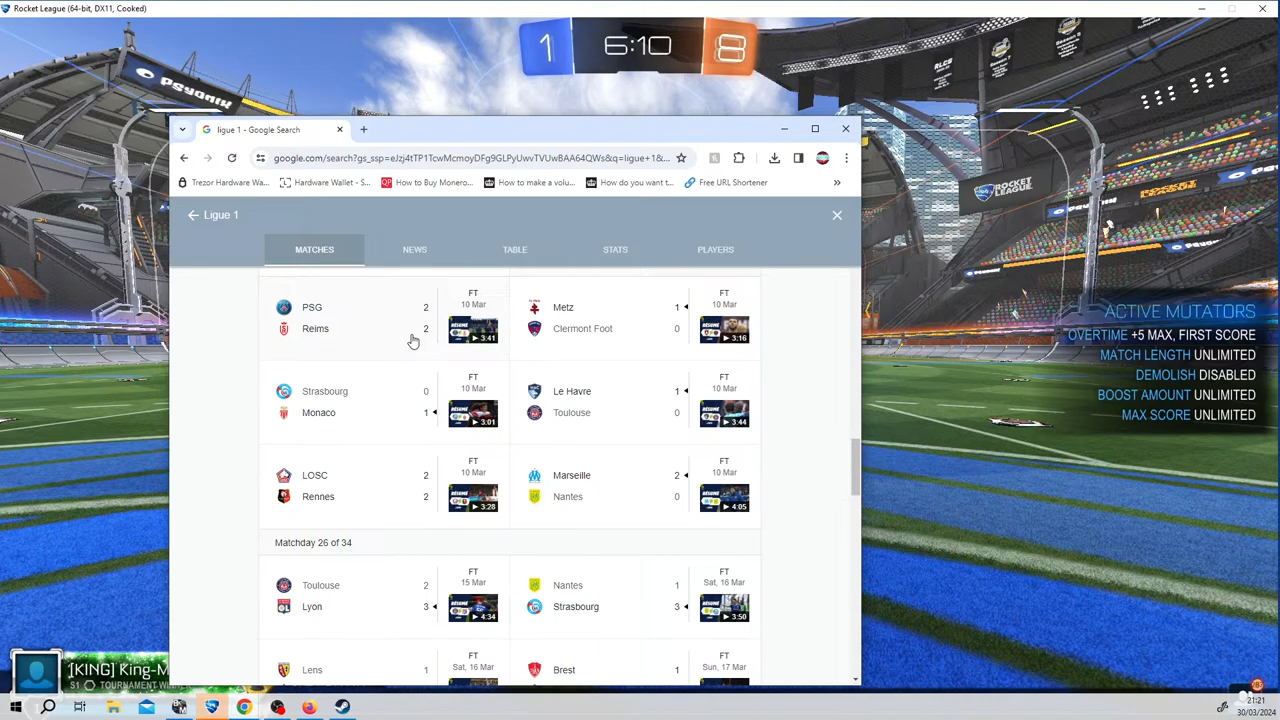 Rocket League (64-bit, DX11, Cooked)
1 6:10 8
PSYONIX
RLCS
ROCKET LEAGUE
ligue 1 - Google Search
google.com/search?gs_ssp=eJzj4tTP1TcwMcmoyDFg9GLPyUwvTVUwBAA64QWs&q=ligue+1&...
Trezor Hardware Wa...
Hardware Wallet - S...
How to Buy Monero...
How to make a volu...
How do you want t...
Free URL Shortener
»
Ligue 1
MATCHES NEWS TABLE STATS PLAYERS
PSG 2
Reims 2
FT
10 Mar
3:41
Metz 1
Clermont Foot 0
FT
10 Mar
3:16
Strasbourg 0
Monaco 1
FT
10 Mar
3:01
Le Havre 1
Toulouse 0
FT
10 Mar
3:44
LOSC 2
Rennes 2
FT
10 Mar
3:28
Marseille 2
Nantes 0
FT
10 Mar
4:05
Matchday 26 of 34
Toulouse 2
Lyon 3
FT
15 Mar
4:34
Nantes 1
Strasbourg 3
FT
Sat, 16 Mar
3:50
Lens 1
FT
Sat, 16 Mar
Brest 1
FT
Sun, 17 Mar
ACTIVE MUTATORS
OVERTIME +5 MAX, FIRST SCORE
MATCH LENGTH UNLIMITED
DEMOLISH DISABLED
BOOST AMOUNT UNLIMITED
MAX SCORE UNLIMITED
[KING] King-M
S1 TOURNAMENT WINNER
21:21
30/03/2024